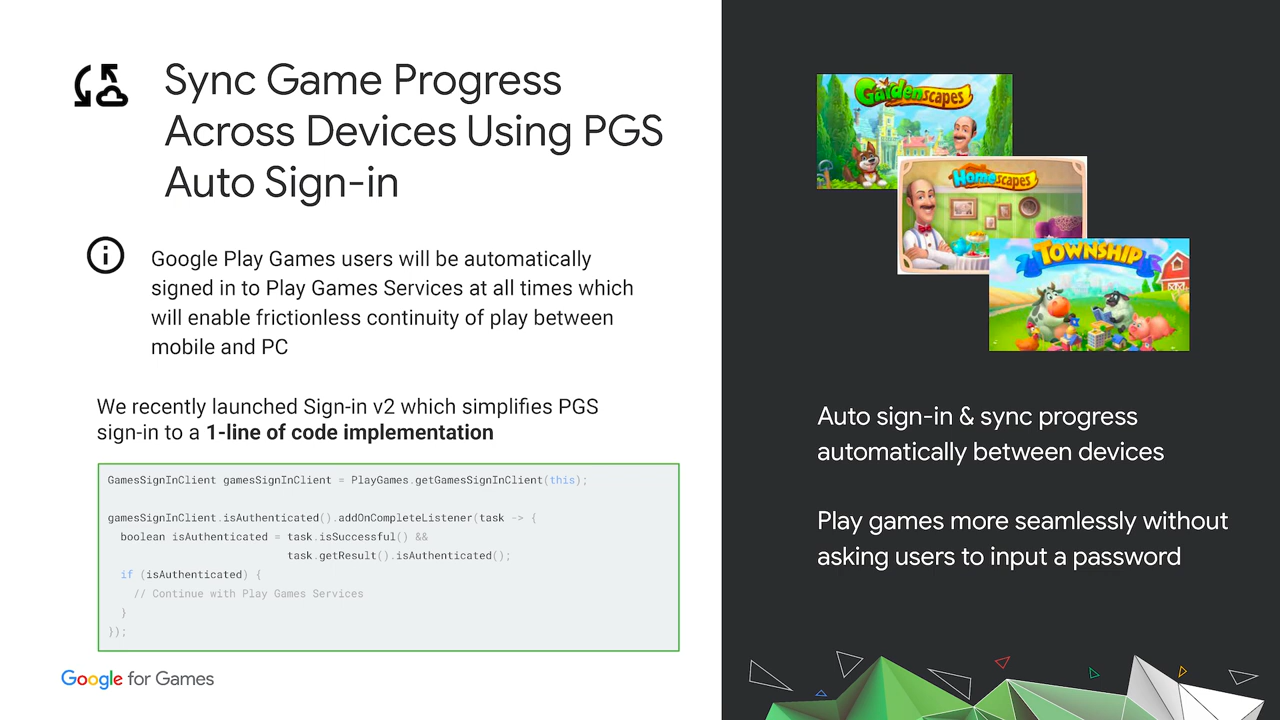 Sync Game Progress
Across Devices Using PGS
Auto Sign-in
Google Play Games users will be automatically
signed in to Play Games Services at all times which
will enable frictionless continuity of play between
mobile and PC
We recently launched Sign-in v2 which simplifies PGS
sign-in to a 1-line of code implementation
GamesSignInClient gamesSignInClient = PlayGames.getGamesSignInClient(this);
gamesSignInClient.isAuthenticated().addOnCompleteListener(task -> {
boolean isAuthenticated = task.isSuccessful() &&
task.getResult().isAuthenticated();
if (isAuthenticated) {
// Continue with Play Games Services
}
});
Google for Games
Gardenscapes
Homescapes
TOWNSHIP
Auto sign-in & sync progress
automatically between devices
Play games more seamlessly without
asking users to input a password